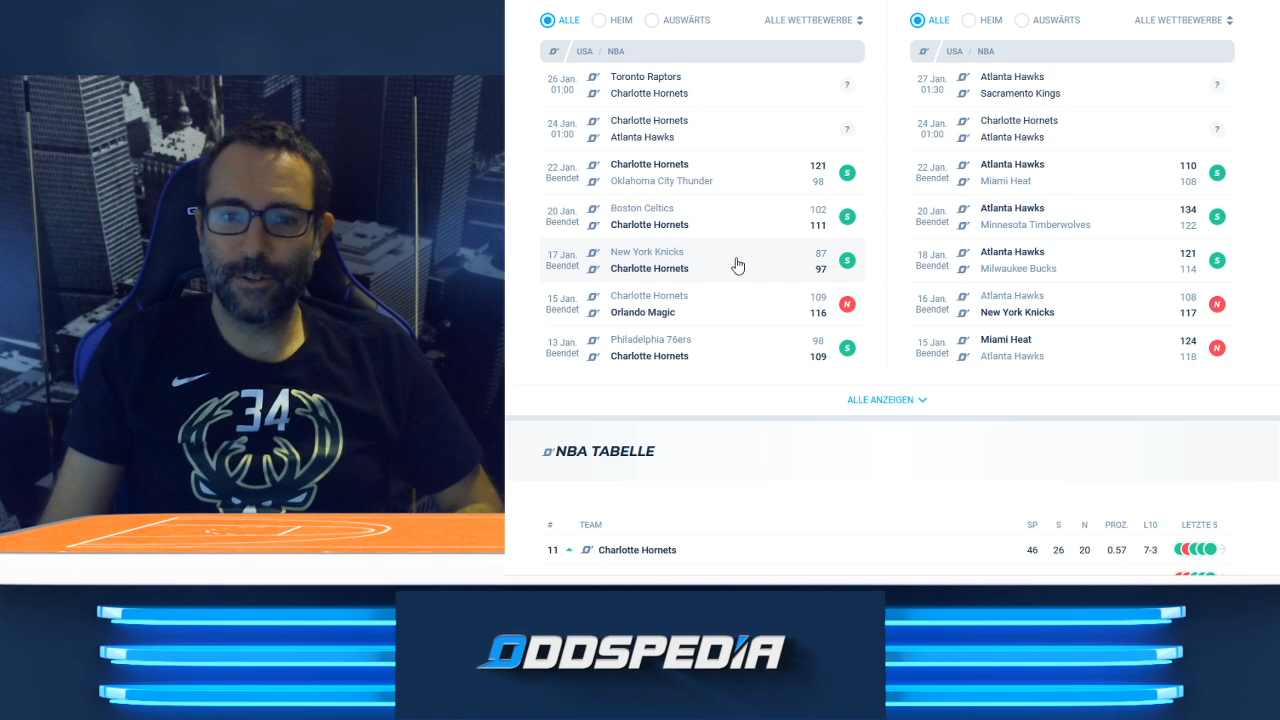 ALLE HEIM AUSWÄRTS ALLE WETTBEWERBE
USA / NBA
26 Jan. 01:00 Toronto Raptors ?
Charlotte Hornets
24 Jan. 01:00 Charlotte Hornets ?
Atlanta Hawks
22 Jan. Beendet Charlotte Hornets 121 S
Oklahoma City Thunder 98
20 Jan. Beendet Boston Celtics 102 S
Charlotte Hornets 111
17 Jan. Beendet New York Knicks 87 S
Charlotte Hornets 97
15 Jan. Beendet Charlotte Hornets 109 N
Orlando Magic 116
13 Jan. Beendet Philadelphia 76ers 98 S
Charlotte Hornets 109
ALLE HEIM AUSWÄRTS ALLE WETTBEWERBE
USA / NBA
27 Jan. 01:30 Atlanta Hawks ?
Sacramento Kings
24 Jan. 01:00 Charlotte Hornets ?
Atlanta Hawks
22 Jan. Beendet Atlanta Hawks 110 S
Miami Heat 108
20 Jan. Beendet Atlanta Hawks 134 S
Minnesota Timberwolves 122
18 Jan. Beendet Atlanta Hawks 121 S
Milwaukee Bucks 114
16 Jan. Beendet Atlanta Hawks 108 N
New York Knicks 117
15 Jan. Beendet Miami Heat 124 N
Atlanta Hawks 118
ALLE ANZEIGEN
NBA TABELLE
# TEAM SP S N PROZ. L10 LETZTE 5
11 Charlotte Hornets 46 26 20 0.57 7-3
34
ODDSPEDIA